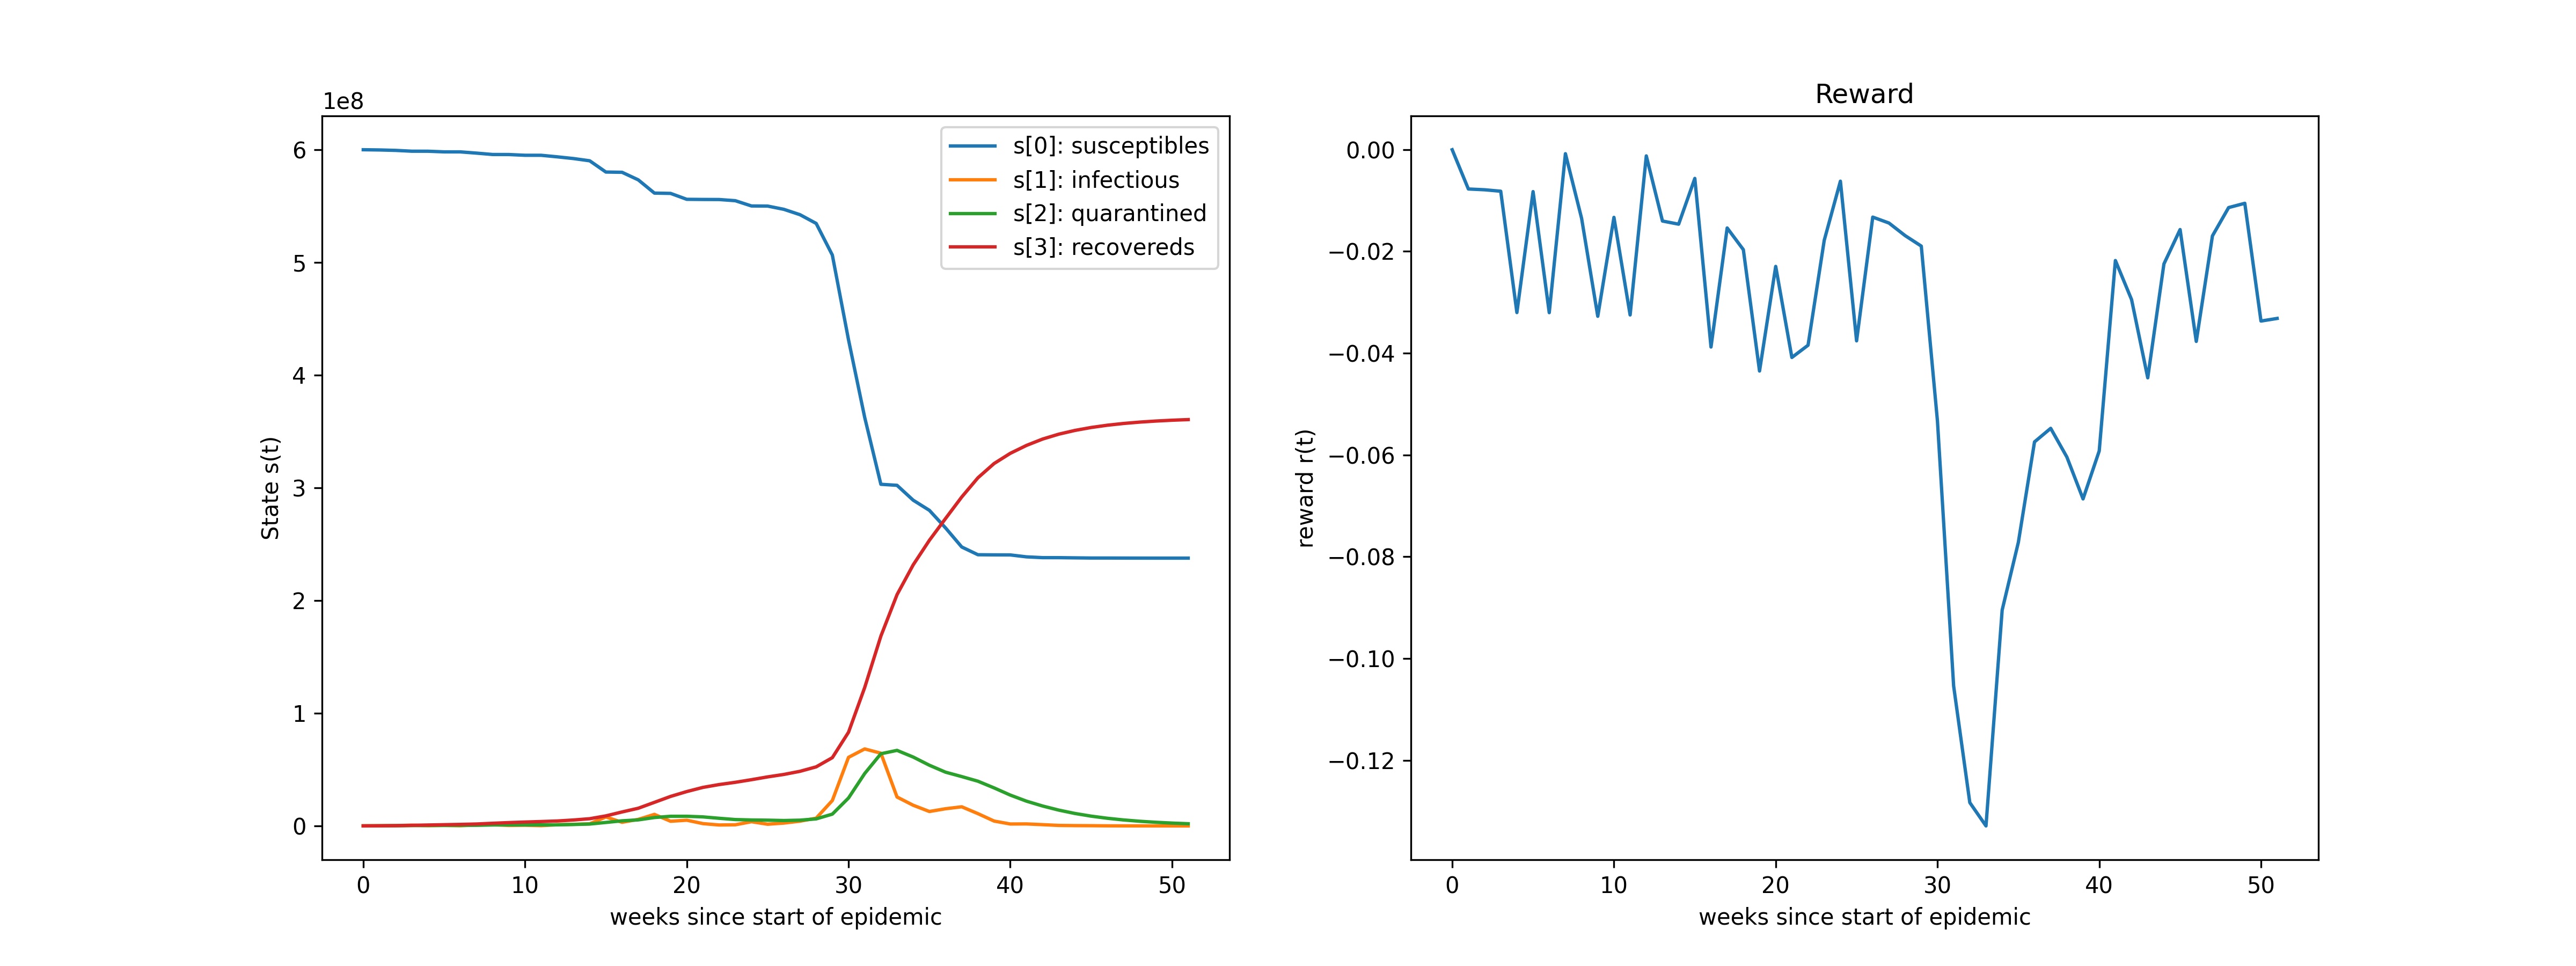 1e8
6
5
4
3
2
1
0
State s(t)
0 10 20 30 40 50
weeks since start of epidemic
s[0]: susceptibles
s[1]: infectious
s[2]: quarantined
s[3]: recovereds
Reward
0.00
−0.02
−0.04
−0.06
−0.08
−0.10
−0.12
reward r(t)
0 10 20 30 40 50
weeks since start of epidemic